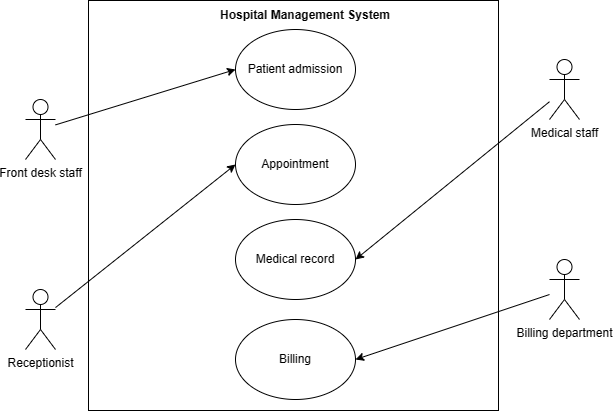 Hospital Management System
Patient admission
Medical staff
Front desk staff
Appointment
Medical record
Billing department
Receptionist
Billing